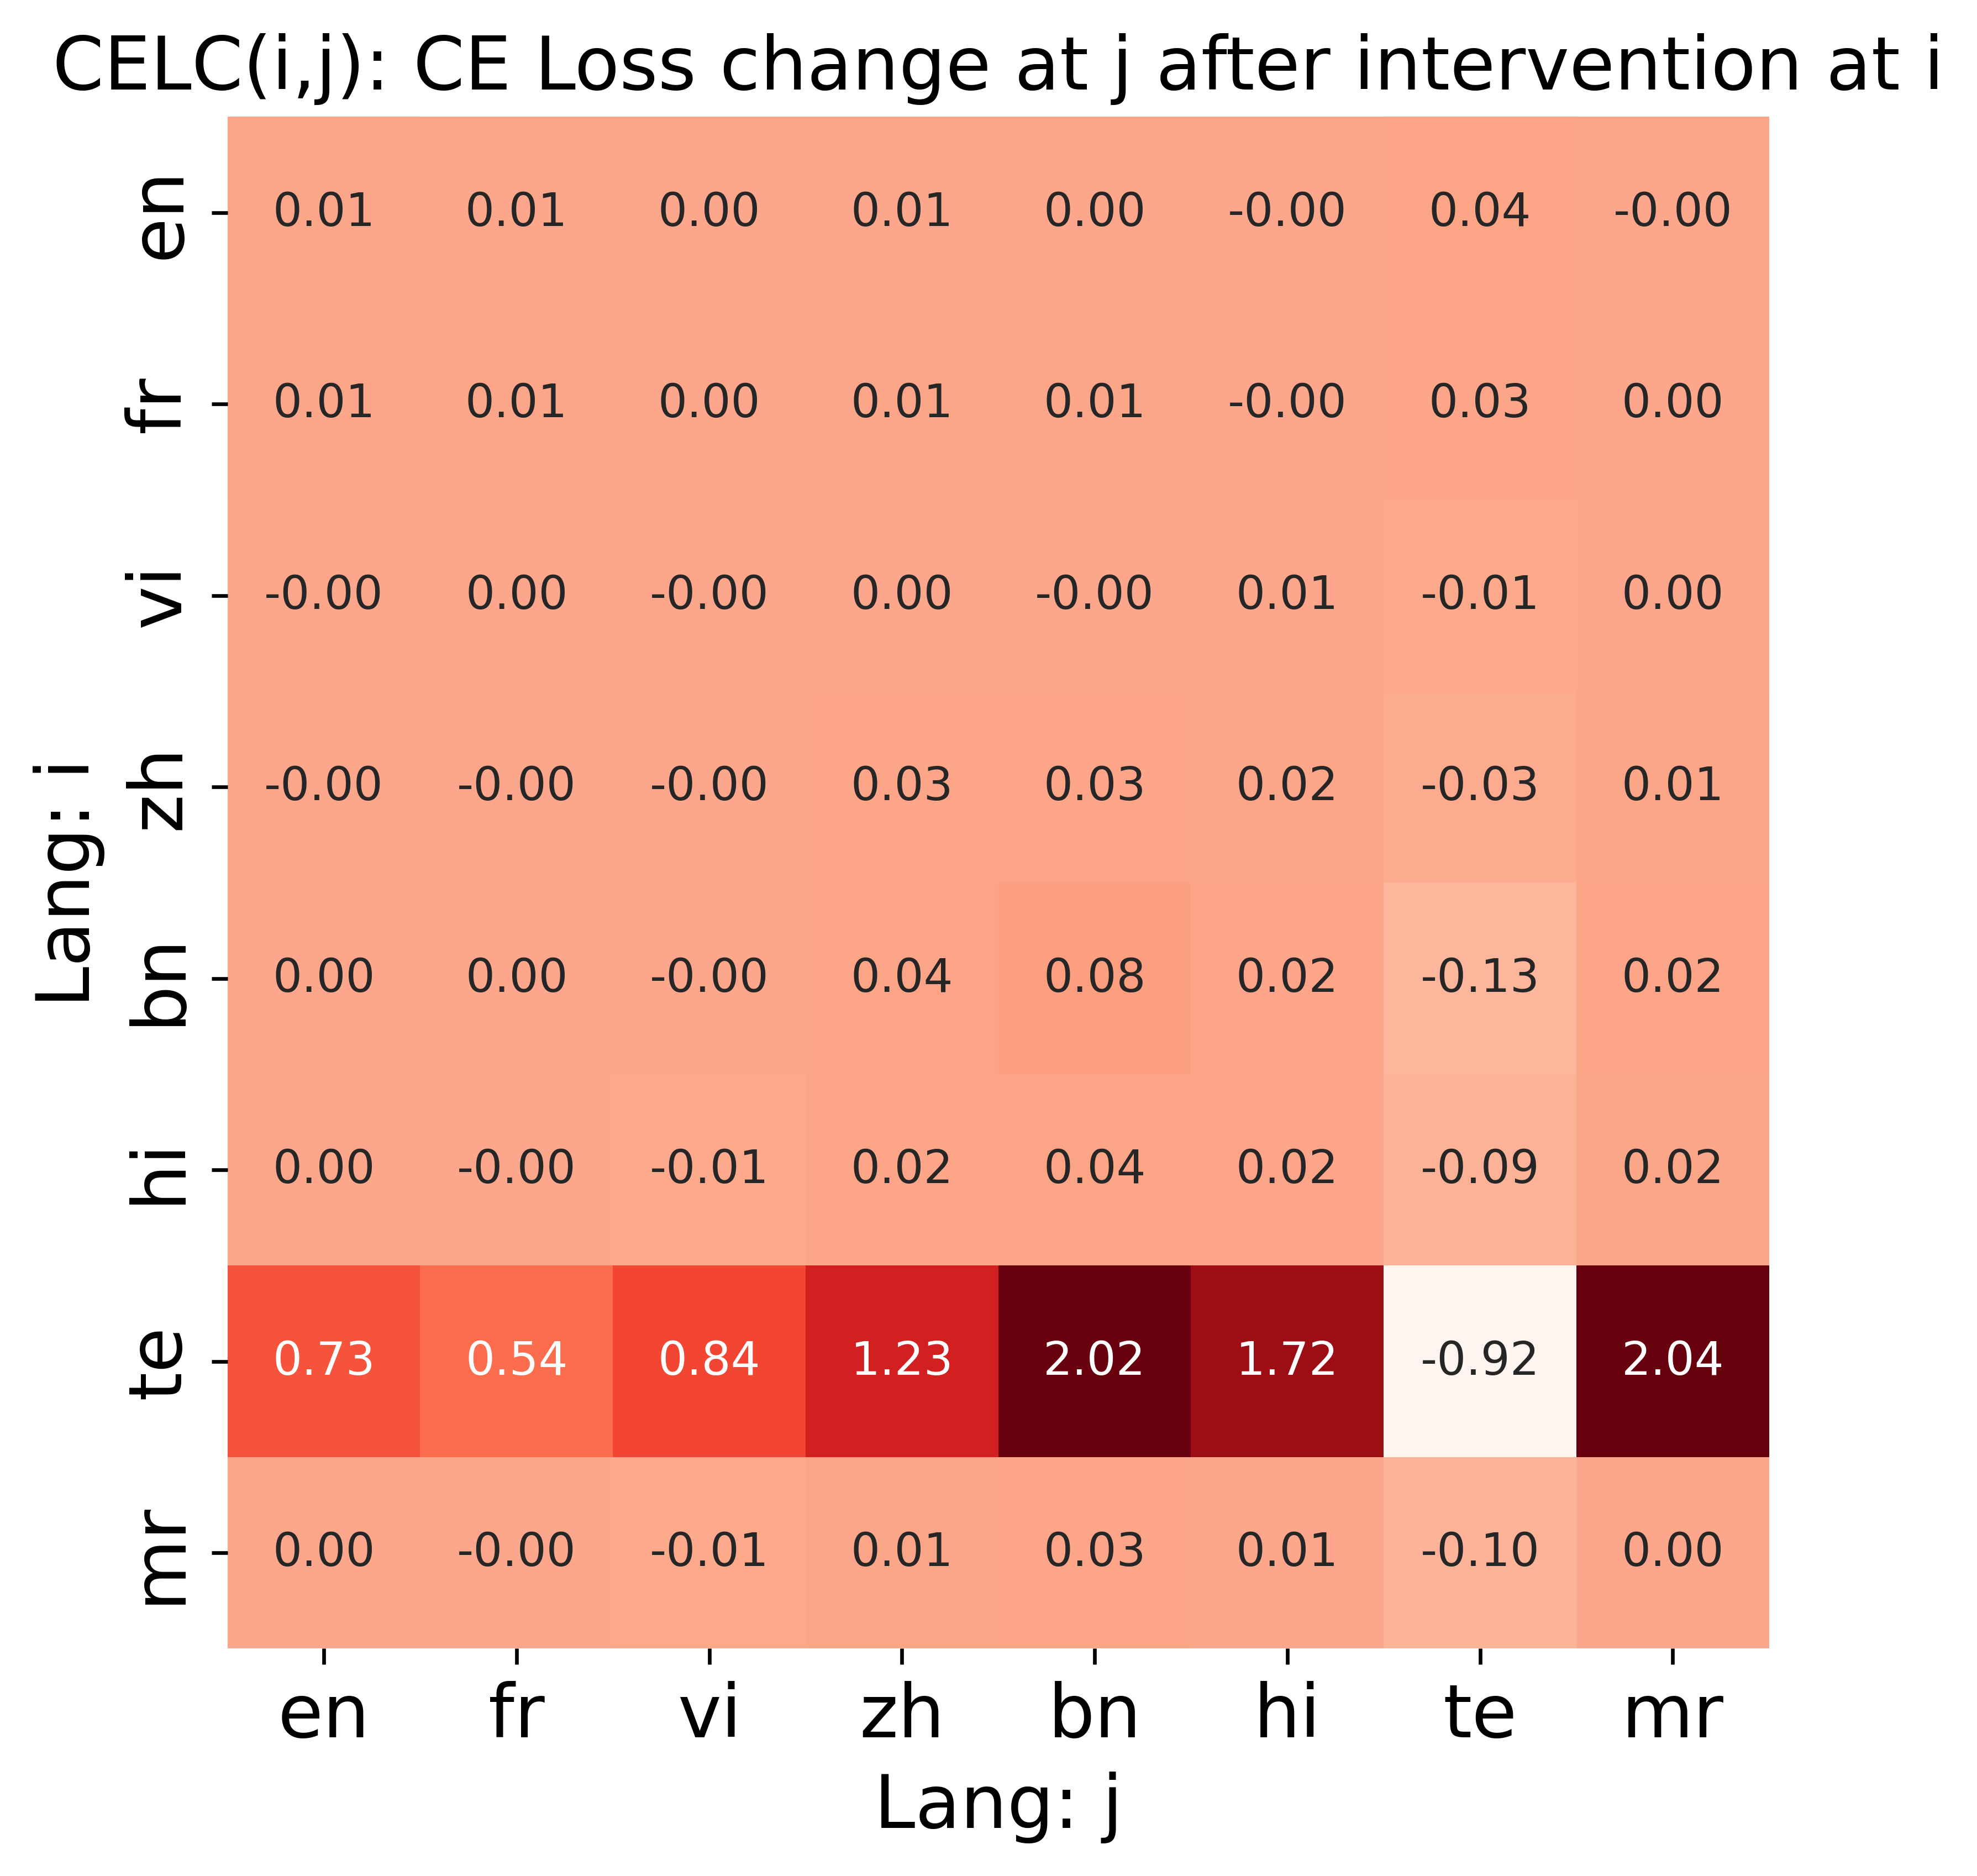 CELC(i,j): CE Loss change at j after intervention at i
Lang: i
en 0.01 0.01 0.00 0.01 0.00 -0.00 0.04 -0.00
fr 0.01 0.01 0.00 0.01 0.01 -0.00 0.03 0.00
vi -0.00 0.00 -0.00 0.00 -0.00 0.01 -0.01 0.00
zh -0.00 -0.00 -0.00 0.03 0.03 0.02 -0.03 0.01
bn 0.00 0.00 -0.00 0.04 0.08 0.02 -0.13 0.02
hi 0.00 -0.00 -0.01 0.02 0.04 0.02 -0.09 0.02
te 0.73 0.54 0.84 1.23 2.02 1.72 -0.92 2.04
mr 0.00 -0.00 -0.01 0.01 0.03 0.01 -0.10 0.00
en fr vi zh bn hi te mr
Lang: j